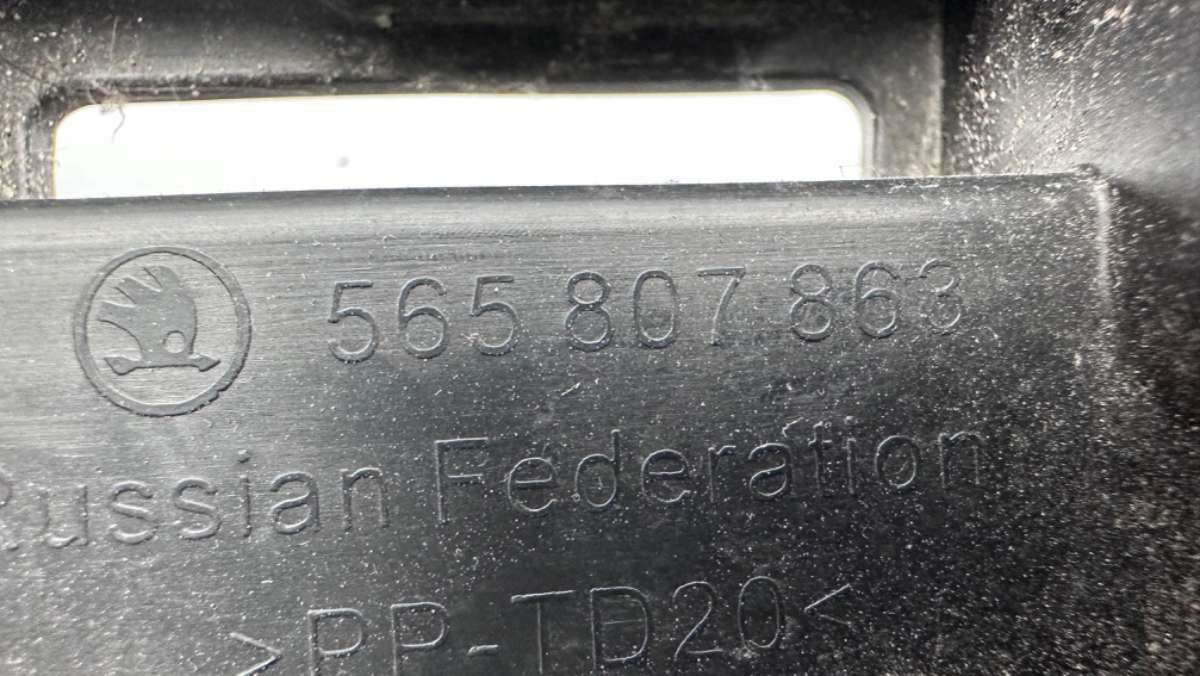 565 807 863
Russian Federation
>PP-TD20<